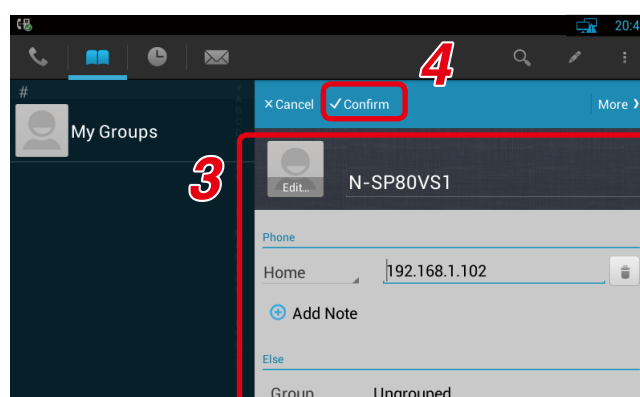 20:4
4
#
× Cancel ✓ Confirm More >
My Groups
3
Edit...
N-SP80VS1
Phone
Home 192.168.1.102
Add Note
Else
Group Ungrouped